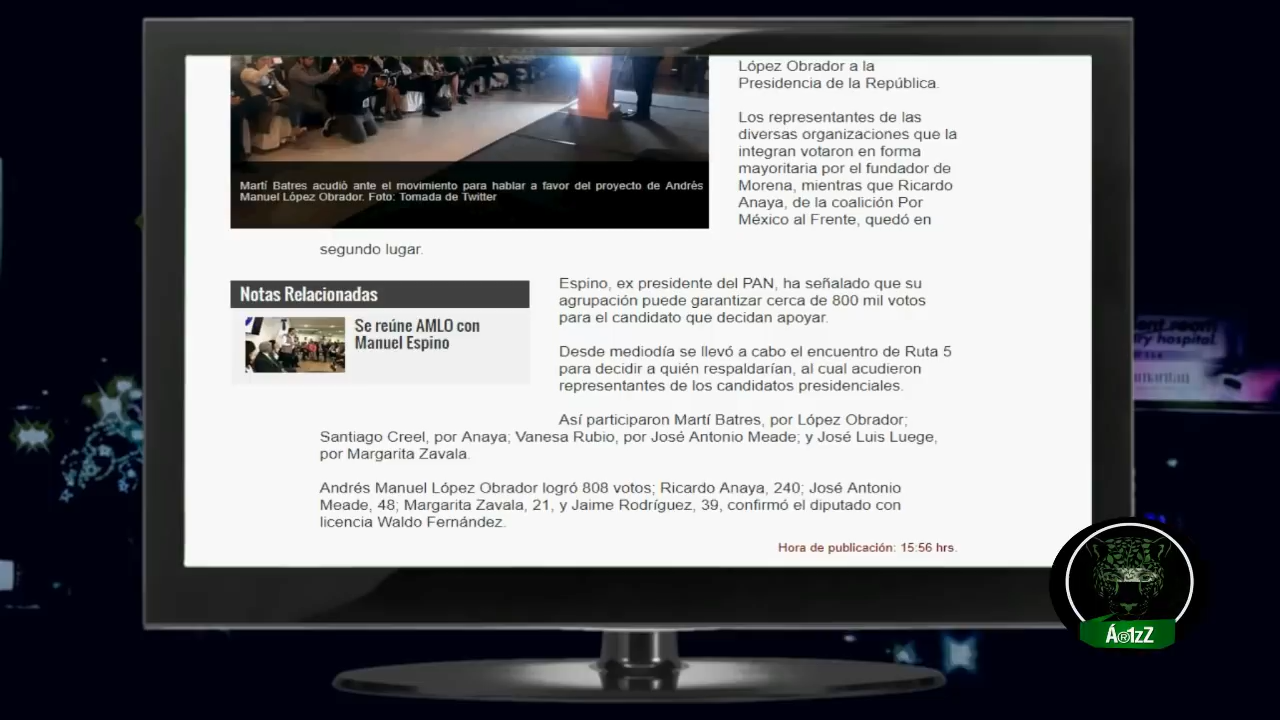 López Obrador a la
Presidencia de la República.
Los representantes de las
diversas organizaciones que la
integran votaron en forma
mayoritaria por el fundador de
Morena, mientras que Ricardo
Anaya, de la coalición Por
México al Frente, quedó en
segundo lugar.
Martí Batres acudió ante el movimiento para hablar a favor del proyecto de Andrés
Manuel López Obrador. Foto: Tomada de Twitter
Notas Relacionadas
Se reúne AMLO con
Manuel Espino
Espino, ex presidente del PAN, ha señalado que su
agrupación puede garantizar cerca de 800 mil votos
para el candidato que decidan apoyar.
Desde mediodía se llevó a cabo el encuentro de Ruta 5
para decidir a quién respaldarían, al cual acudieron
representantes de los candidatos presidenciales.
Así participaron Martí Batres, por López Obrador;
Santiago Creel, por Anaya; Vanesa Rubio, por José Antonio Meade; y José Luis Luege,
por Margarita Zavala.
Andrés Manuel López Obrador logró 808 votos; Ricardo Anaya, 240; José Antonio
Meade, 48; Margarita Zavala, 21, y Jaime Rodríguez, 39, confirmó el diputado con
licencia Waldo Fernández.
Hora de publicación: 15:56 hrs.
hospital
Á®1zZ